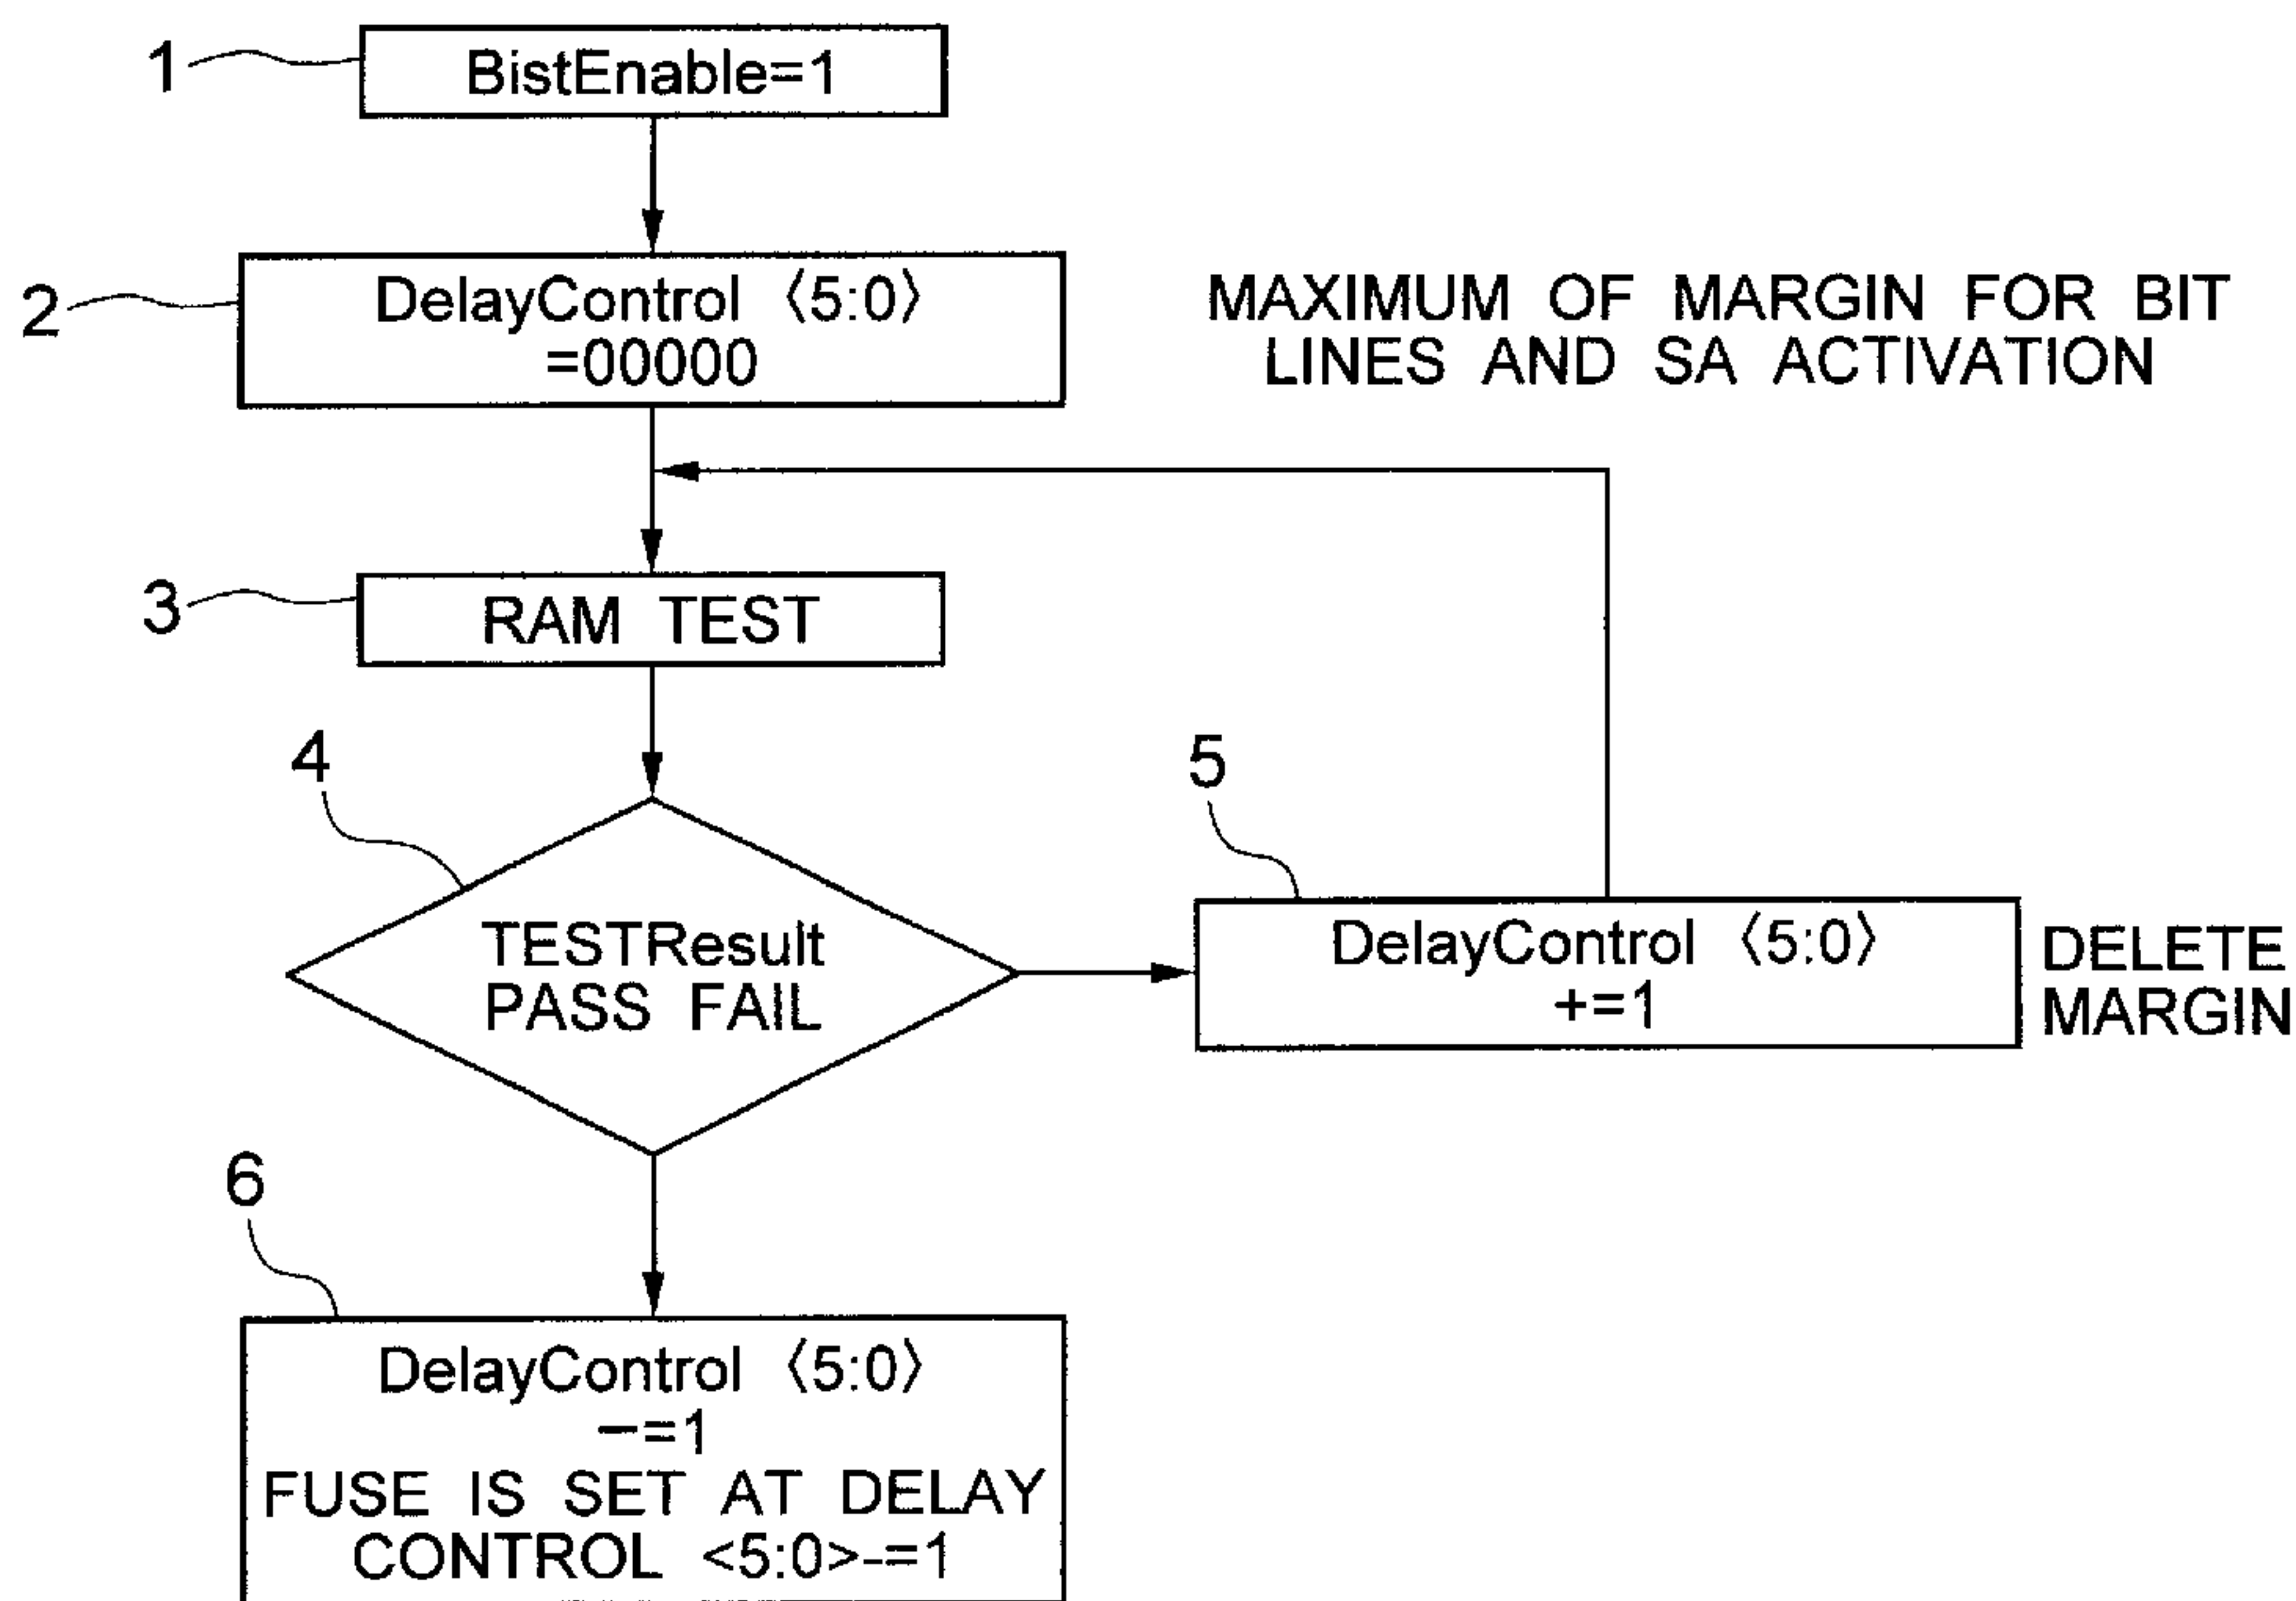 1
BistEnable=1
2
DelayControl 〈5:0〉
=00000
MAXIMUM OF MARGIN FOR BIT
LINES AND SA ACTIVATION
3
RAM TEST
4
TESTResult
PASS FAIL
5
DelayControl 〈5:0〉
+=1
DELETE
MARGIN
6
DelayControl 〈5:0〉
−=1
FUSE IS SET AT DELAY
CONTROL <5:0>-=1